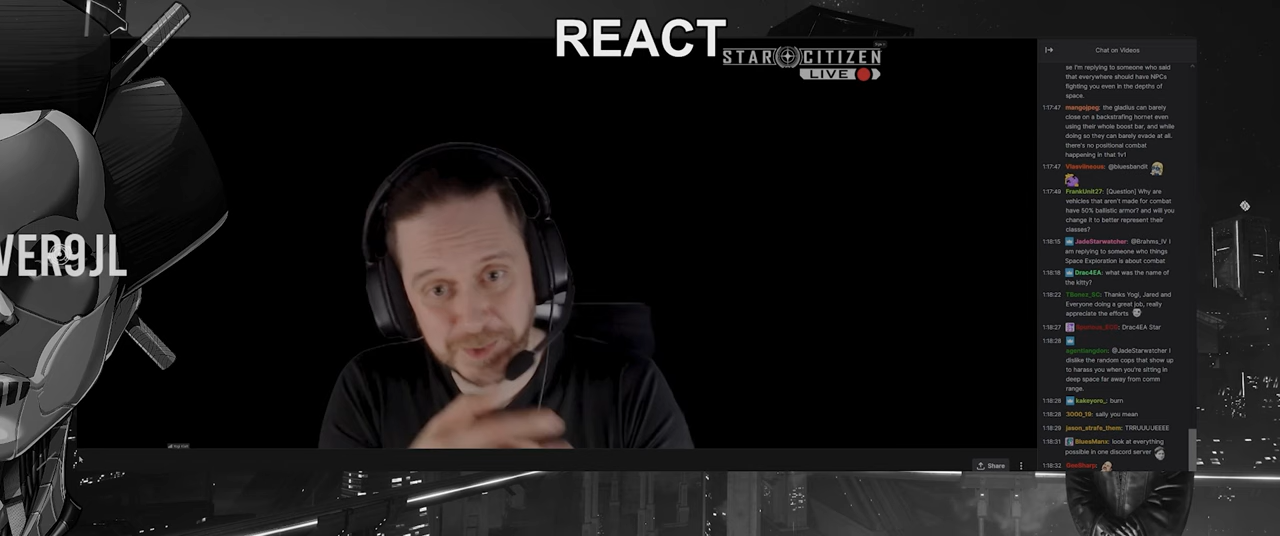 REACT
STAR CITIZEN
LIVE
VER9JL
Chat on Videos
se I'm replying to someone who said
that everywhere should have NPCs
fighting you even in the depths of
space.
1:17:47 mangojpeg: the gladius can barely
close on a backstrafing hornet even
using their whole boost bar, and while
doing so they can barely evade at all.
there's no positional combat
happening in that 1v1
1:17:47 @bluesbandit
1:17:49 FrankUnit27: [Question] Why are
vehicles that aren't made for combat
have 50% ballistic armor? and will you
change it to better represent their
classes?
1:18:15 JadeStarwatcher: @Brahms_IV I
am replying to someone who things
Space Exploration is about combat
1:18:18 Drac4EA: what was the name of
the kitty?
1:18:22 TBonez_SC: Thanks Yogi, Jared and
Everyone doing a great job, really
appreciate the efforts
1:18:27 Drac4EA Star
1:18:28
@JadeStarwatcher I
dislike the random cops that show up
to harass you when you're sitting in
deep space far away from comm
range.
1:18:28 kakeyoro_: burn
1:18:28 3000_19: sally you mean
1:18:29 jason_strafe_them: TRRUUUUEEEE
1:18:31 BluesManx: look at everything
possible in one discord server
1:18:32 GeeSharp:
Share